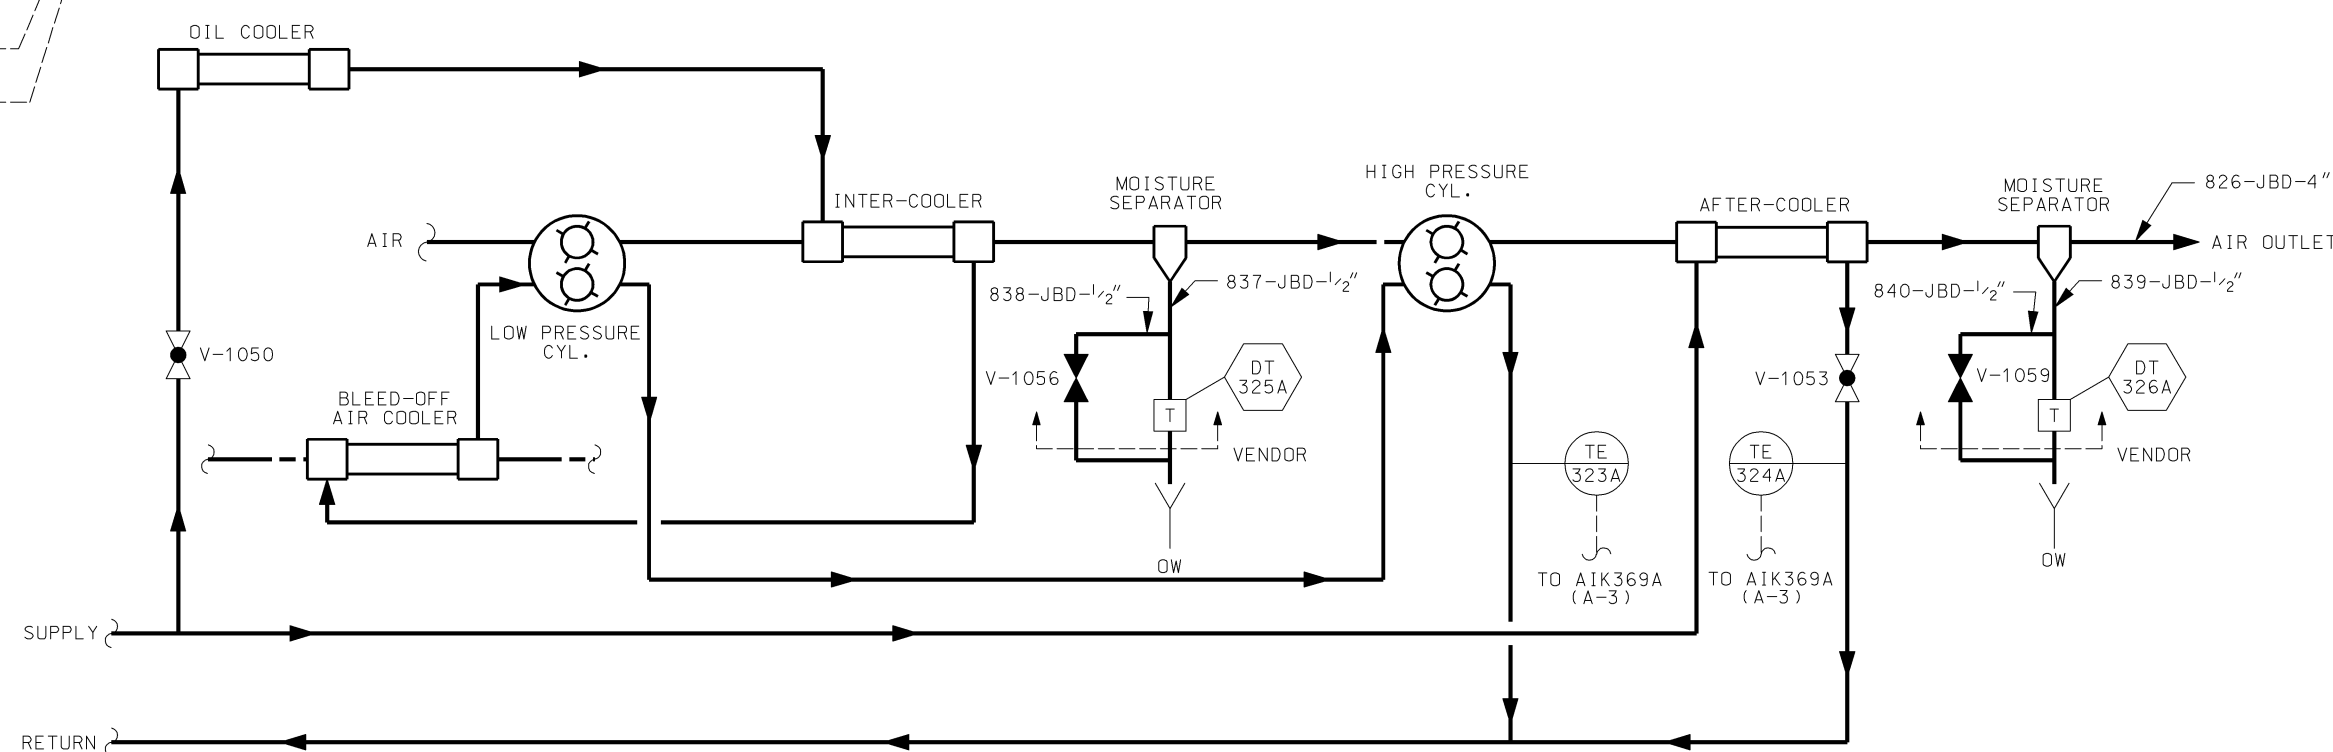 OIL COOLER
HIGH PRESSURE
CYL.
MOISTURE
SEPARATOR
MOISTURE
SEPARATOR
826-JBD-4"
INTER-COOLER
AFTER-COOLER
AIR
AIR OUTLET
838-JBD-1/2"
837-JBD-1/2"
840-JBD-1/2"
839-JBD-1/2"
LOW PRESSURE
CYL.
V-1050
V-1056
DT
325A
V-1053
V-1059
DT
326A
BLEED-OFF
AIR COOLER
T
T
VENDOR
VENDOR
TE
323A
TE
324A
OW
OW
TO AIK369A
(A-3)
TO AIK369A
(A-3)
SUPPLY
RETURN